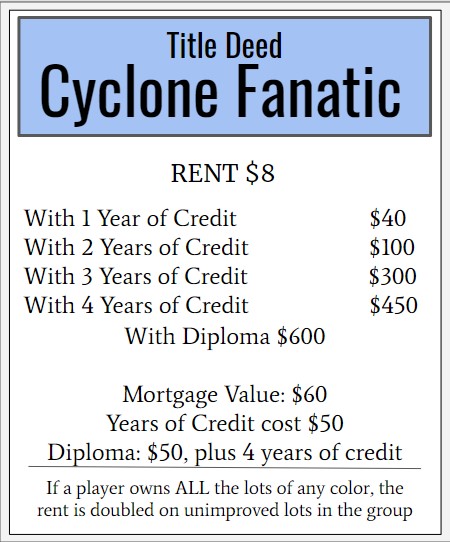 Title Deed
Cyclone Fanatic
RENT $8
With 1 Year of Credit $40
With 2 Years of Credit $100
With 3 Years of Credit $300
With 4 Years of Credit $450
With Diploma $600
Mortgage Value: $60
Years of Credit cost $50
Diploma: $50, plus 4 years of credit
If a player owns ALL the lots of any color, the
rent is doubled on unimproved lots in the group